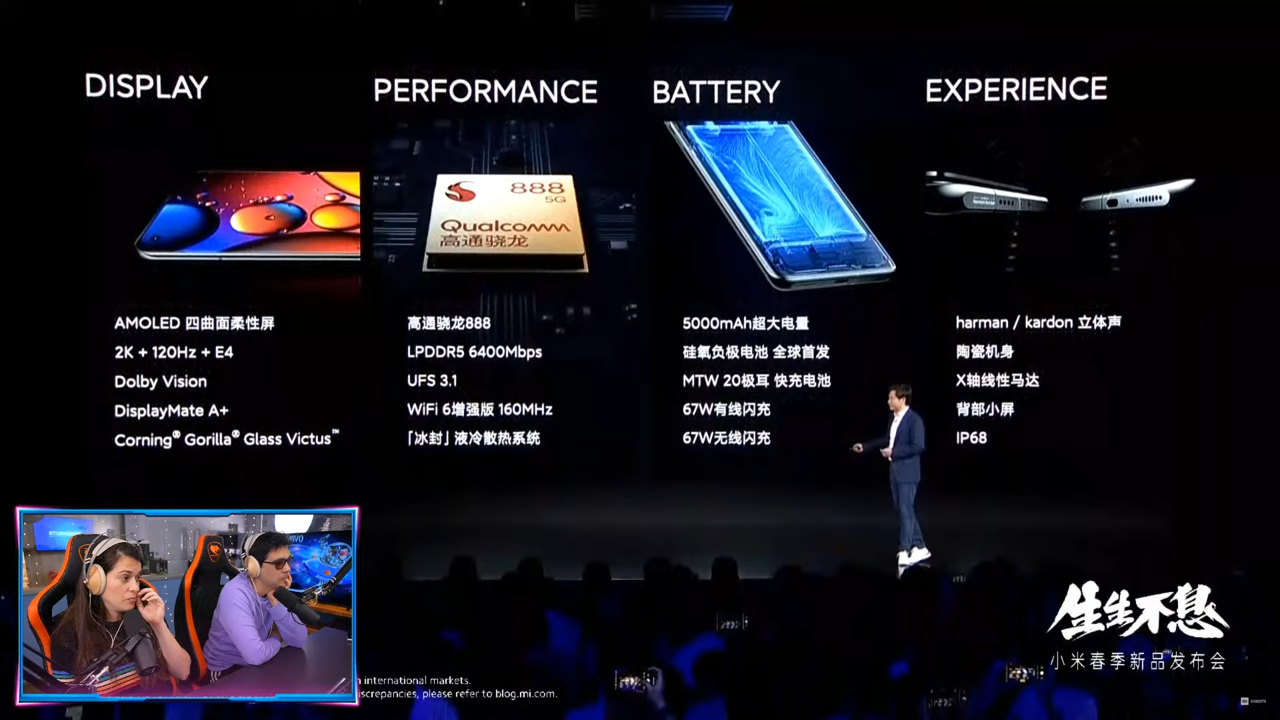 DISPLAY
AMOLED 四曲面柔性屏
2K + 120Hz + E4
Dolby Vision
DisplayMate A+
Corning® Gorilla® Glass Victus™
PERFORMANCE
888
5G
Qualcomm
高通骁龙
高通骁龙888
LPDDR5 6400Mbps
UFS 3.1
WiFi 6增强版 160MHz
「冰封」液冷散热系统
BATTERY
5000mAh超大电量
硅氧负极电池 全球首发
MTW 20极耳 快充电池
67W有线闪充
67W无线闪充
EXPERIENCE
harman / kardon 立体声
陶瓷机身
X轴线性马达
背部小屏
IP68
生生不息
小米春季新品发布会
international markets.
please refer to blog.mi.com.